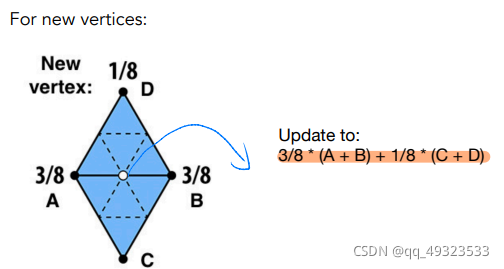 For new vertices:
New
vertex:
1/8
D
3/8
A
3/8
B
C
Update to:
3/8 * (A + B) + 1/8 * (C + D)
CSDN @qq_49323533